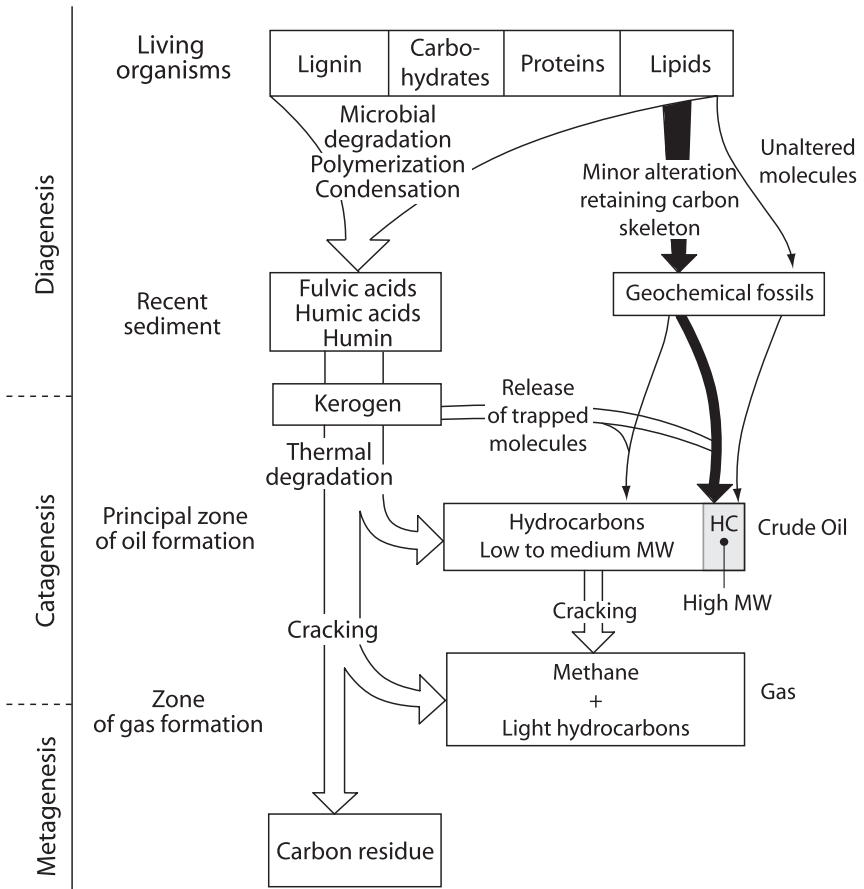 Living
organisms
Lignin
Carbo-
hydrates
Proteins
Lipids
Microbial
degradation
Polymerization
Condensation
Minor alteration
retaining carbon
skeleton
Unaltered
molecules
Diagenesis
Recent
sediment
Fulvic acids
Humic acids
Humin
Geochemical fossils
Kerogen
Release
of trapped
molecules
Thermal
degradation
Catagenesis
Principal zone
of oil formation
Hydrocarbons
Low to medium MW
HC
Crude Oil
High MW
Cracking
Cracking
Zone
of gas formation
Methane
+
Light hydrocarbons
Gas
Metagenesis
Carbon residue